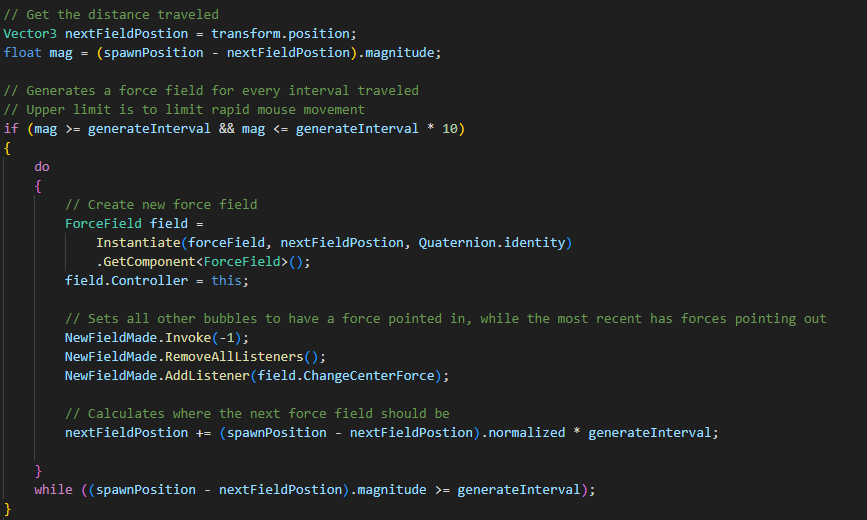 // Get the distance traveled
Vector3 nextFieldPostion = transform.position;
float mag = (spawnPosition - nextFieldPostion).magnitude;
// Generates a force field for every interval traveled
// Upper limit is to limit rapid mouse movement
if (mag >= generateInterval && mag <= generateInterval * 10)
{
do
{
// Create new force field
ForceField field =
Instantiate(forceField, nextFieldPostion, Quaternion.identity)
.GetComponent<ForceField>();
field.Controller = this;
// Sets all other bubbles to have a force pointed in, while the most recent has forces pointing out
NewFieldMade.Invoke(-1);
NewFieldMade.RemoveAllListeners();
NewFieldMade.AddListener(field.ChangeCenterForce);
// Calculates where the next force field should be
nextFieldPostion += (spawnPosition - nextFieldPostion).normalized * generateInterval;
}
while ((spawnPosition - nextFieldPostion).magnitude >= generateInterval);
}